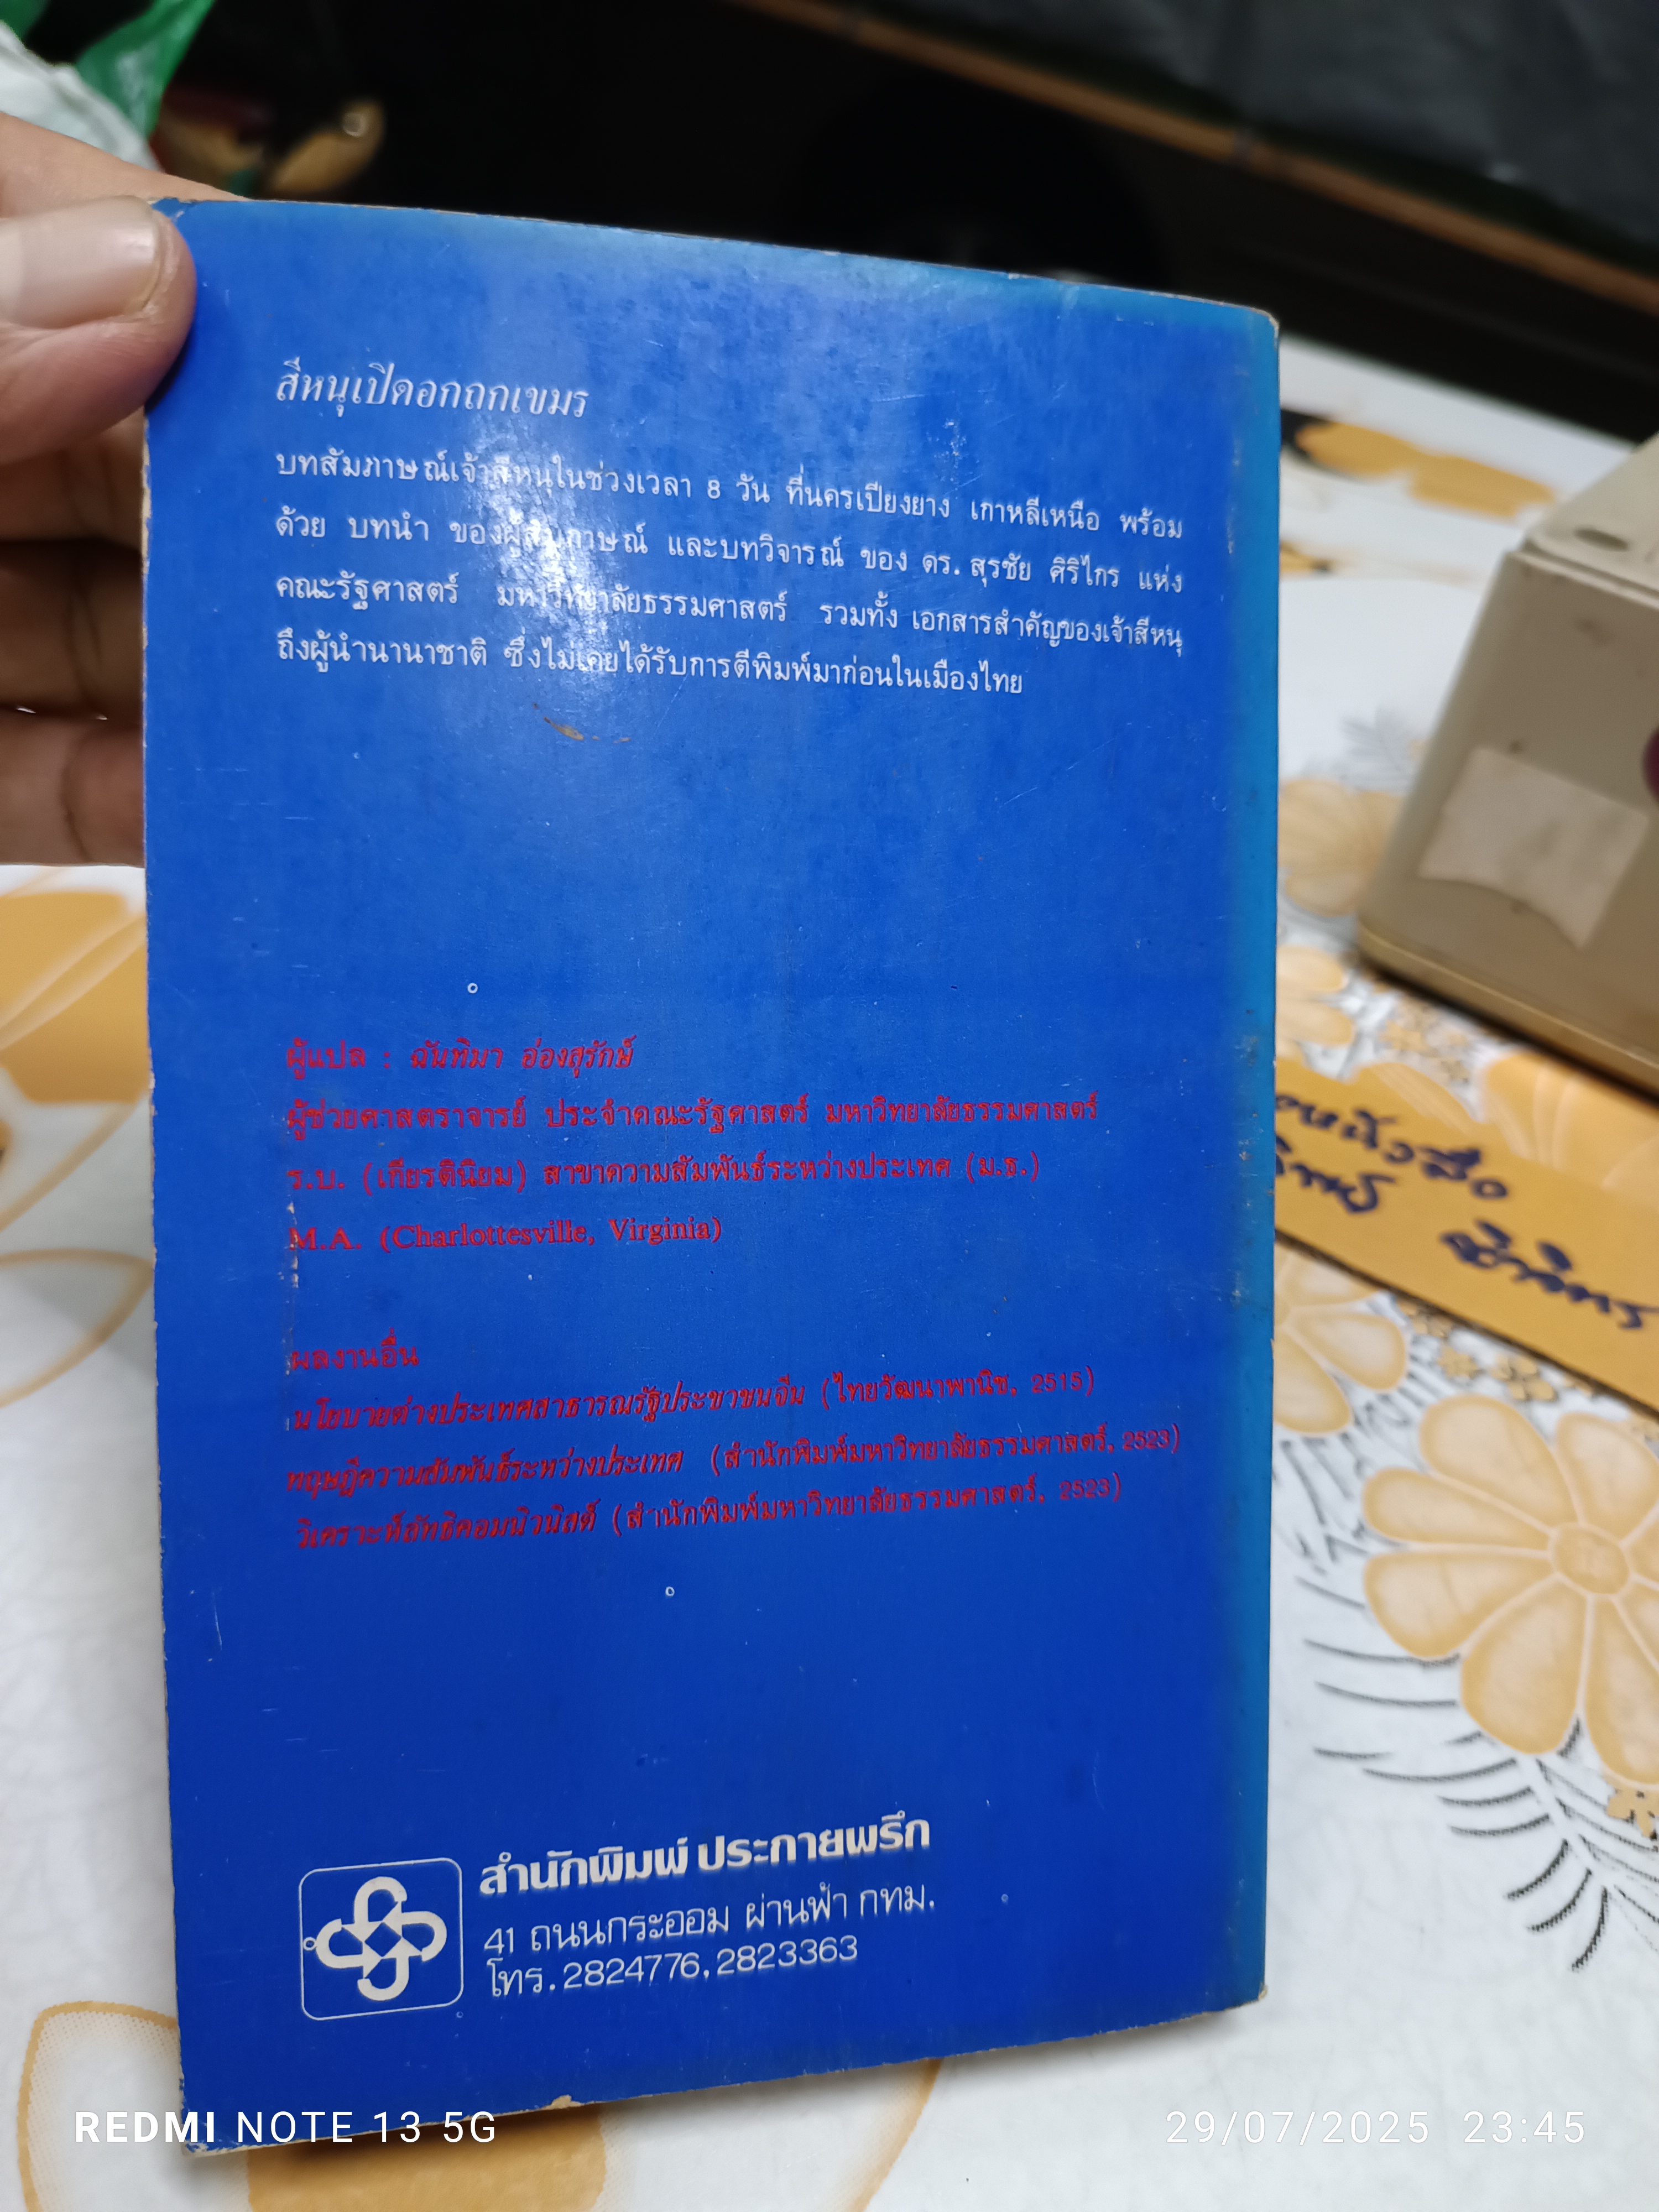 สีหนุเปิดอกถกเขมร
บทสัมภาษณ์เจ้าสีหนุในช่วงเวลา 8 วัน ที่นครเปียงยาง เกาหลีเหนือ พร้อม
ด้วย บทนำ ของผู้สัมภาษณ์ และบทวิจารณ์ ของ ดร. สุรชัย ศิริไกร แห่ง
คณะรัฐศาสตร์ มหาวิทยาลัยธรรมศาสตร์ รวมทั้ง เอกสารสำคัญของเจ้าสีหนุ
ถึงผู้นำนานาชาติ ซึ่งไม่เคยได้รับการตีพิมพ์มาก่อนในเมืองไทย
ผู้แปล : ฉันทิมา อ่องสุรักษ์
ผู้ช่วยศาสตราจารย์ ประจำคณะรัฐศาสตร์ มหาวิทยาลัยธรรมศาสตร์
ร.บ. (เกียรตินิยม) สาขาความสัมพันธ์ระหว่างประเทศ (ม.ธ.)
M.A. (Charlottesville, Virginia)
ผลงานอื่น
นโยบายต่างประเทศสาธารณรัฐประชาชนจีน (ไทยวัฒนาพานิช, 2515)
ทฤษฎีความสัมพันธ์ระหว่างประเทศ (สำนักพิมพ์มหาวิทยาลัยธรรมศาสตร์, 2523)
วิเคราะห์ลัทธิคอมนิวนิสต์ (สำนักพิมพ์มหาวิทยาลัยธรรมศาสตร์, 2523)
สำนักพิมพ์ ประกายพรึก
41 ถนนกระออม ผ่านฟ้า กทม.
โทร. 2824776, 2823363
REDMI NOTE 13 5G
29/07/2025 23:45